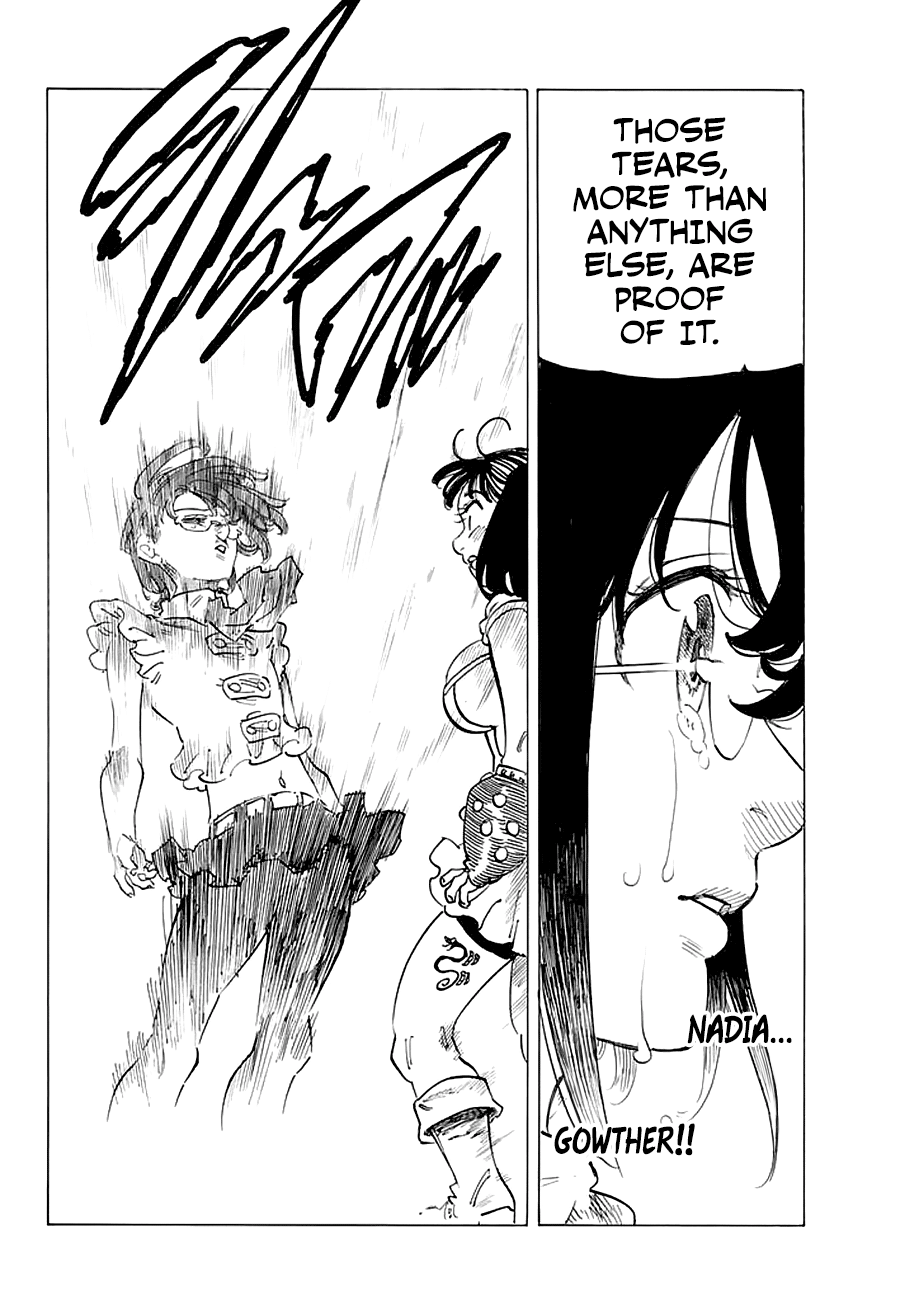 THOSE
TEARS,
MORE THAN
ANYTHING
ELSE, ARE
PROOF
OF IT.
NADIA...
GOWTHER!!